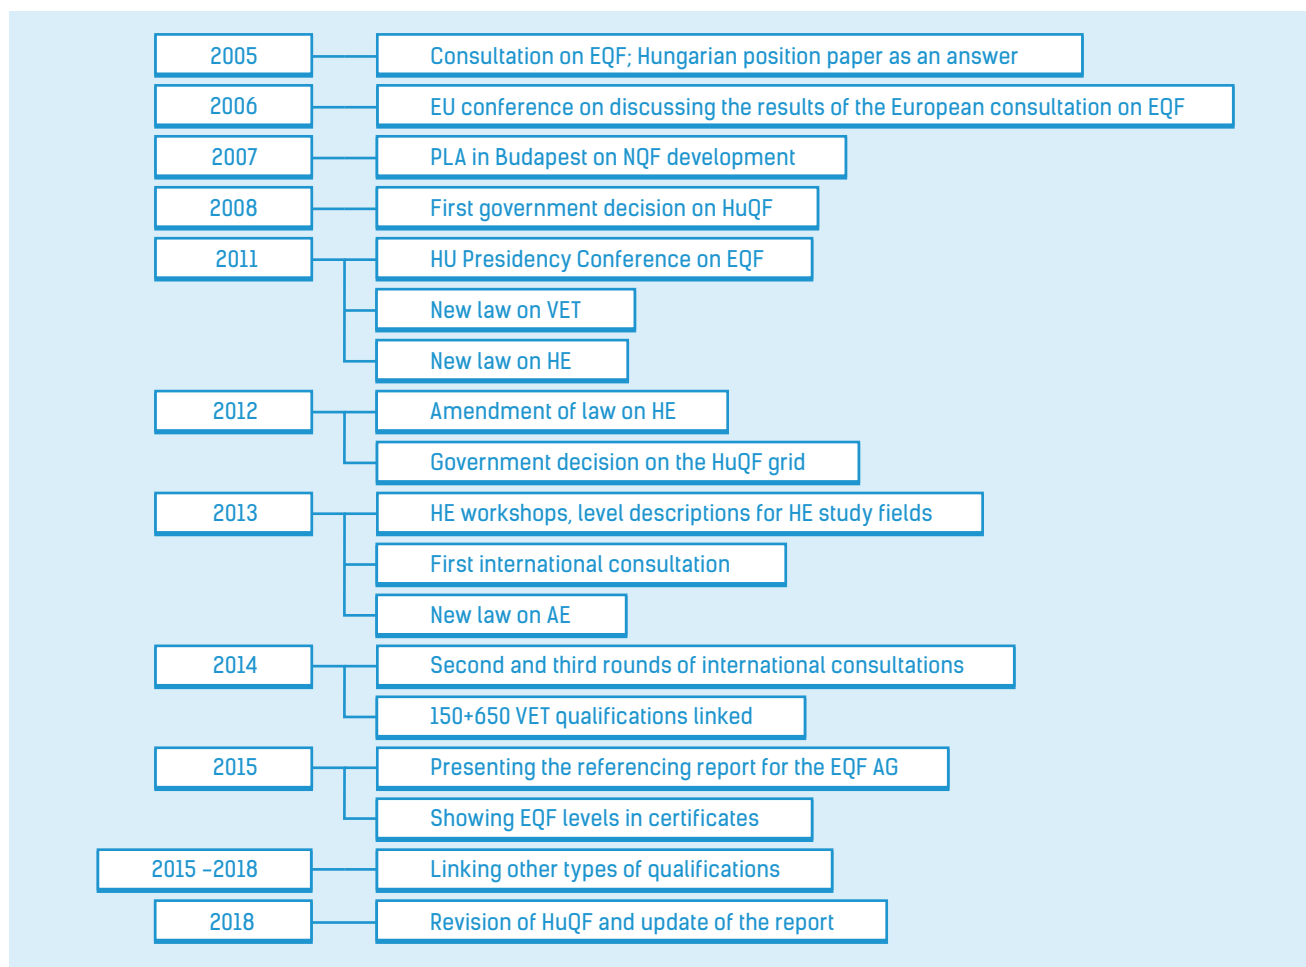 2005 Consultation on EQF; Hungarian position paper as an answer
2006 EU conference on discussing the results of the European consultation on EQF
2007 PLA in Budapest on NQF development
2008 First government decision on HuQF
2011 HU Presidency Conference on EQF
New law on VET
New law on HE
2012 Amendment of law on HE
Government decision on the HuQF grid
2013 HE workshops, level descriptions for HE study fields
First international consultation
New law on AE
2014 Second and third rounds of international consultations
150+650 VET qualifications linked
2015 Presenting the referencing report for the EQF AG
Showing EQF levels in certificates
2015 –2018 Linking other types of qualifications
2018 Revision of HuQF and update of the report